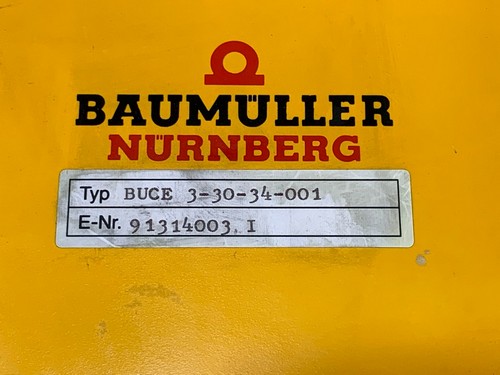 BAUMÜLLER
NÜRNBERG
Typ BUCE 3-30-34-001
E-Nr. 91314003.I